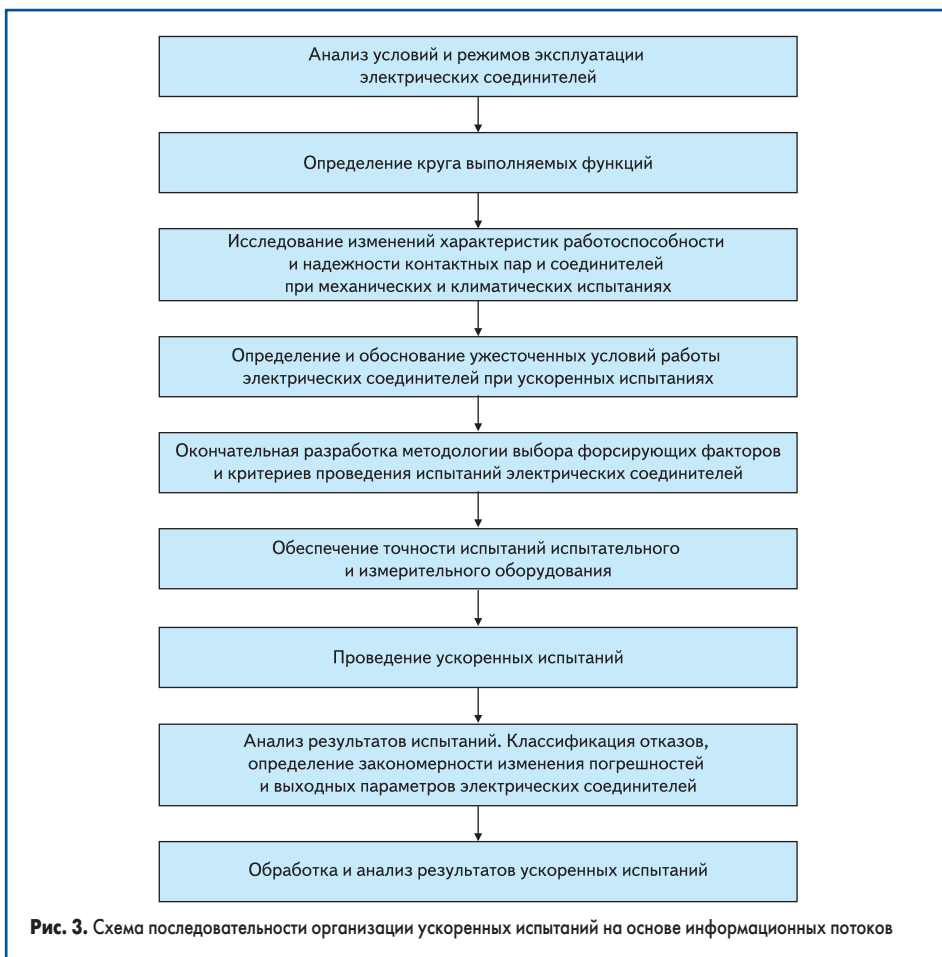 Анализ условий и режимов эксплуатации
электрических соединителей
Определение круга выполняемых функций
Исследование изменений характеристик работоспособности
и надежности контактных пар и соединителей
при механических и климатических испытаниях
Определение и обоснование ужесточенных условий работы
электрических соединителей при ускоренных испытаниях
Окончательная разработка методологии выбора форсирующих факторов
и критериев проведения испытаний электрических соединителей
Обеспечение точности испытаний испытательного
и измерительного оборудования
Проведение ускоренных испытаний
Анализ результатов испытаний. Классификация отказов,
определение закономерности изменения погрешностей
и выходных параметров электрических соединителей
Обработка и анализ результатов ускоренных испытаний
Рис. 3. Схема последовательности организации ускоренных испытаний на основе информационных потоков